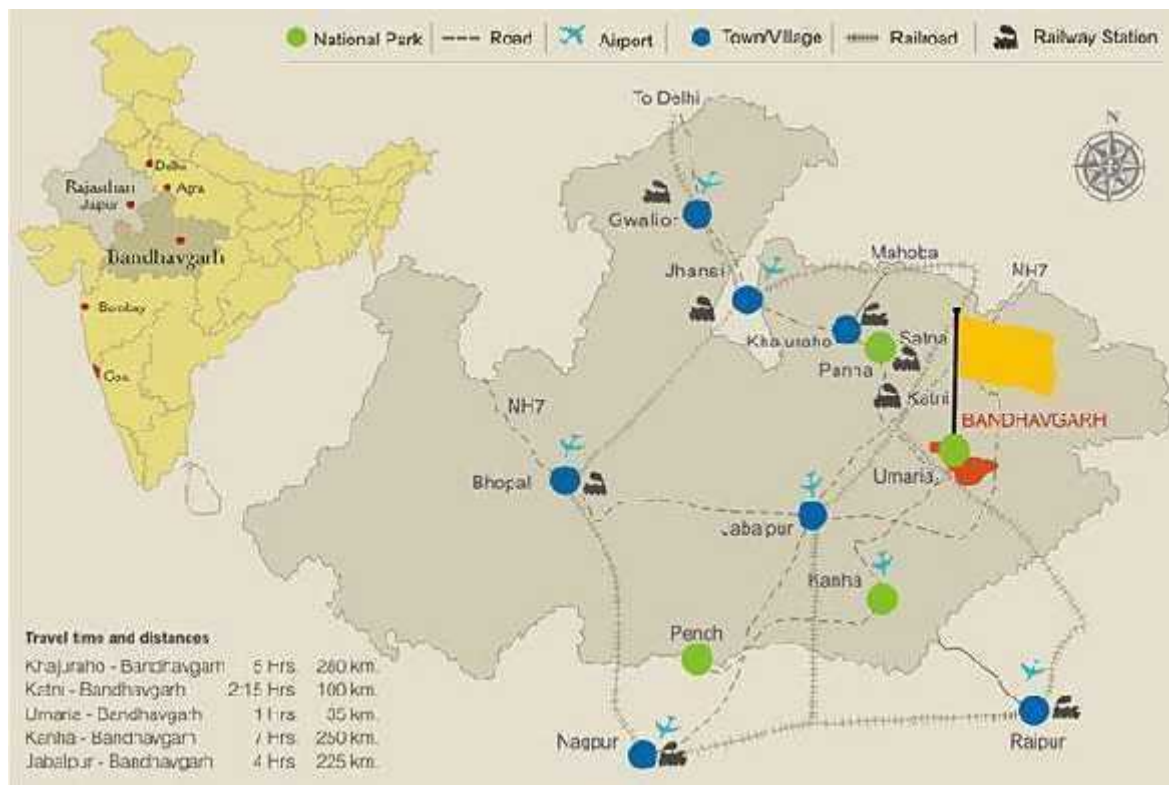 National Park
Road
Airport
Town/Village
Railroad
Railway Station
To Delhi
N
Delhi
Rajasthan
Agra
Jaipur
Bandhavgarh
Bombay
Goa
Gwalior
Jhansi
Mahoba
NH7
Khajuraho
Satna
Panna
Katni
NH7
BANDHAVGARH
Bhopal
Umaria
Jabalpur
Kanha
Pench
Nagpur
Raipur
Travel time and distances
Khajuraho - Bandhavgarh 5 Hrs. 280 km.
Katni - Bandhavgarh 2:15 Hrs 100 km.
Umaria - Bandhavgarh 1 Hrs 35 km.
Kanha - Bandhavgarh 7 Hrs. 250 km.
Jabalpur - Bandhavgarh 4 Hrs. 225 km.